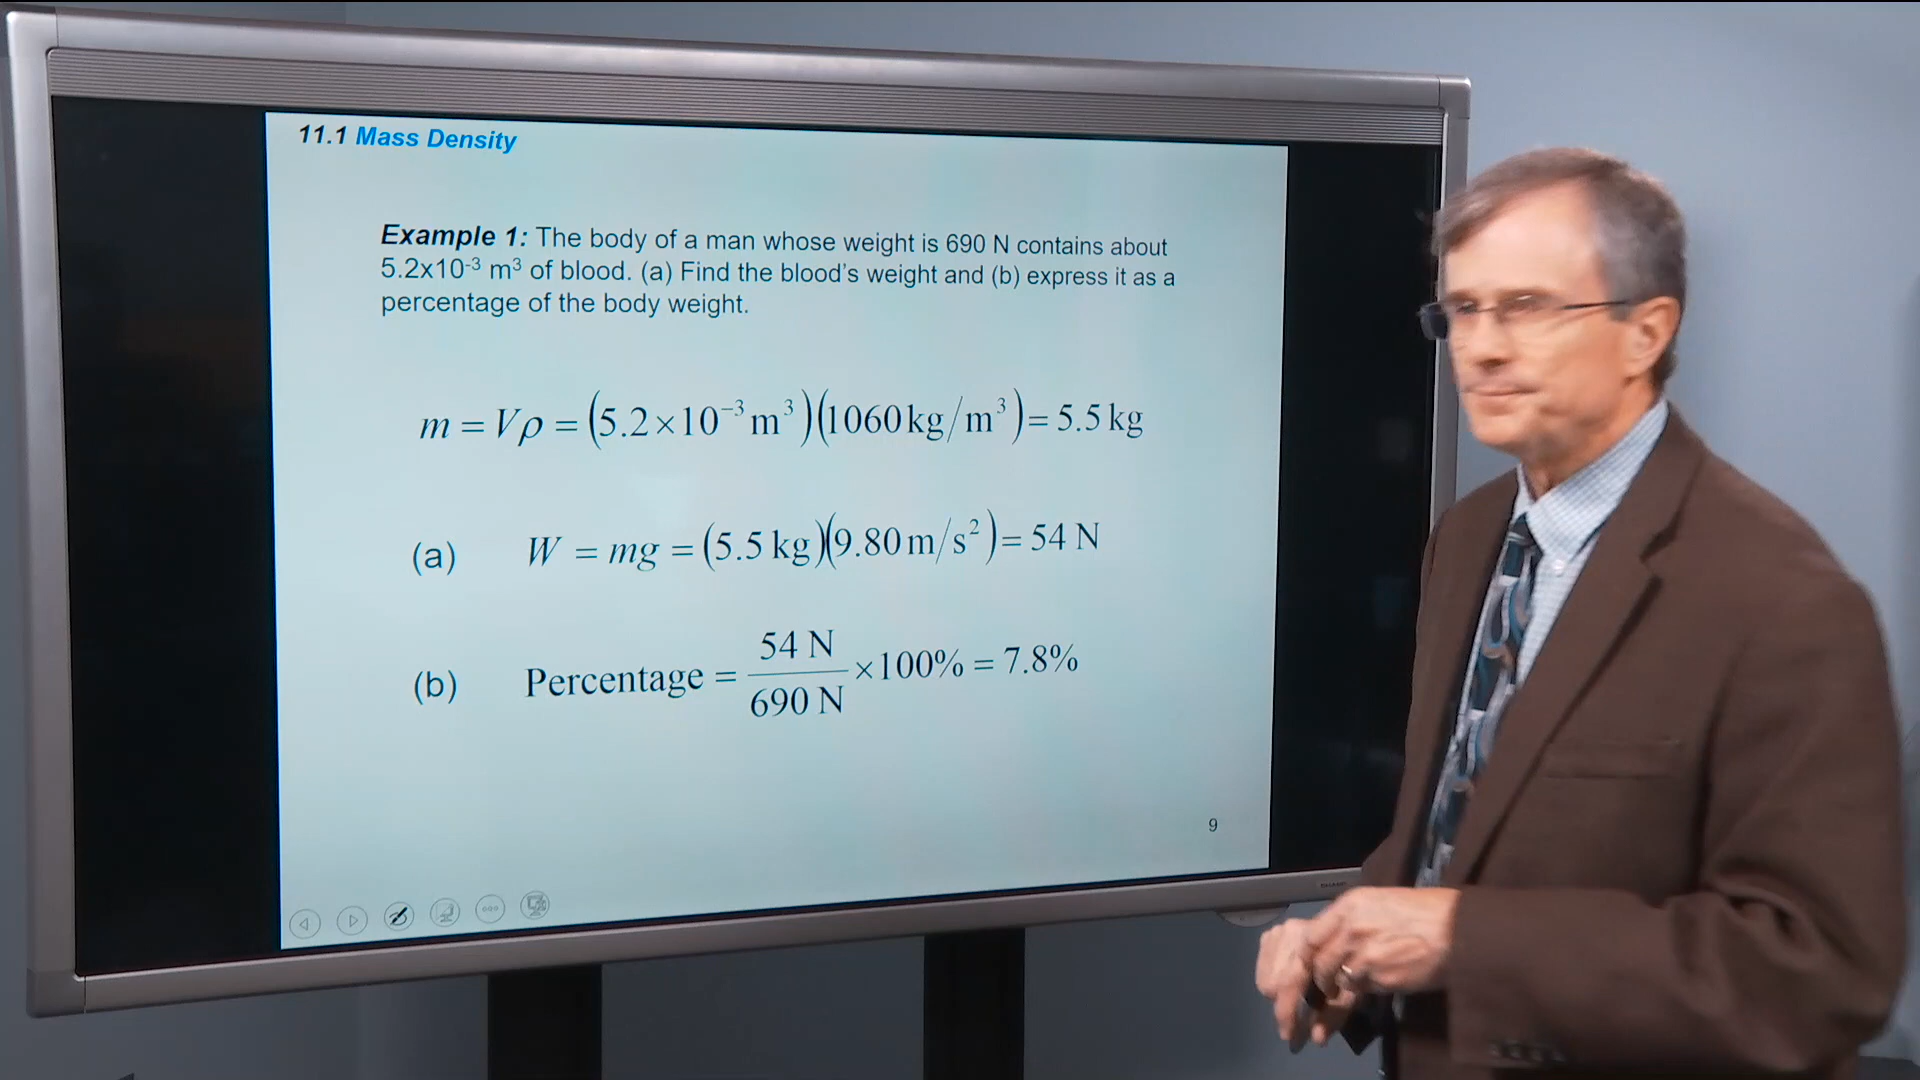 11.1 Mass Density
Example 1: The body of a man whose weight is 690 N contains about
5.2x10⁻³ m³ of blood. (a) Find the blood's weight and (b) express it as a
percentage of the body weight.
m = Vρ = (5.2×10⁻³ m³)(1060 kg/m³) = 5.5 kg
(a) W = mg = (5.5 kg)(9.80 m/s²) = 54 N
(b) Percentage = 54 N / 690 N ×100% = 7.8%
9